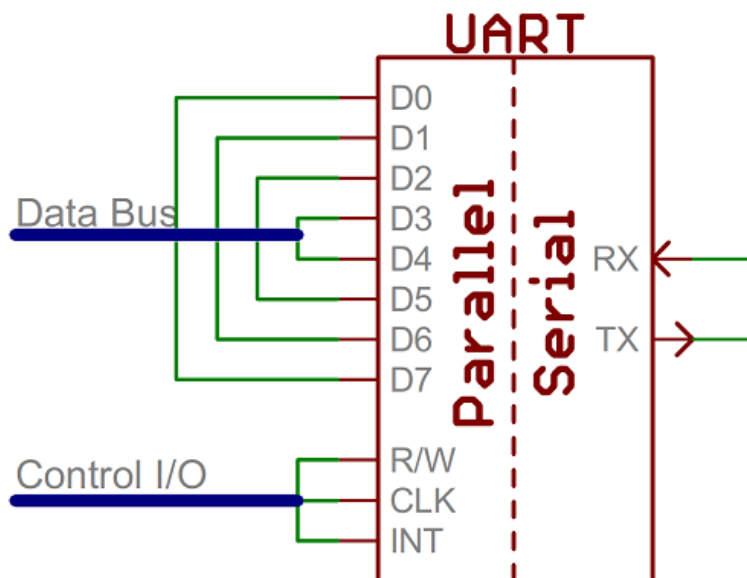 UART
D0
D1
D2
Data Bus
D3
D4
D5
D6
D7
Parallel
Serial
RX
TX
Control I/O
R/W
CLK
INT